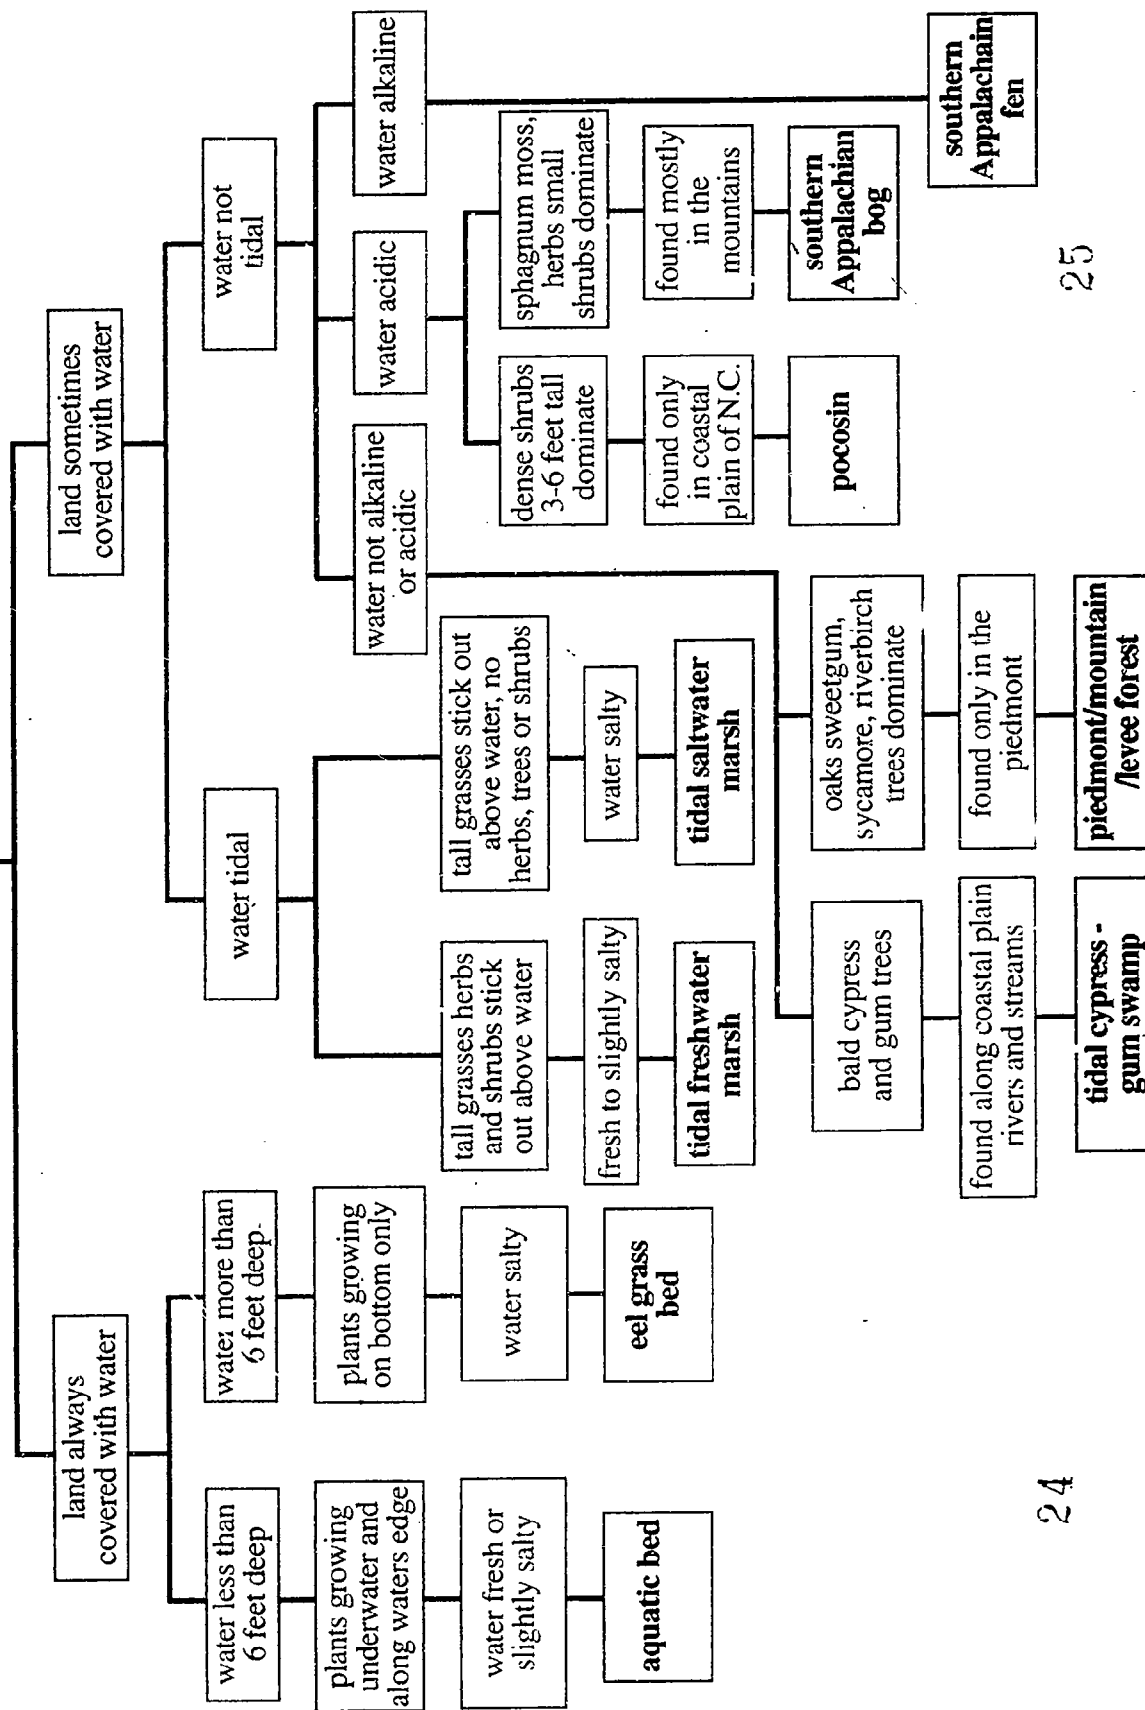 land always
covered with water
land sometimes
covered with water
water less than
6 feet deep
water more than
6 feet deep
water tidal
water not
tidal
plants growing
underwater and
along waters edge
plants growing
on bottom only
water not alkaline
or acidic
water acidic
water alkaline
water fresh or
slightly salty
water salty
tall grasses herbs
and shrubs stick
out above water
tall grasses stick out
above water, no
herbs, trees or shrubs
dense shrubs
3-6 feet tall
dominate
sphagnum moss,
herbs small
shrubs dominate
aquatic bed
eel grass
bed
fresh to slightly salty
water salty
found only
in coastal
plain of N.C.
found mostly
in the
mountains
tidal freshwater
marsh
tidal saltwater
marsh
pocosin
southern
Appalachian
bog
bald cypress
and gum trees
oaks sweetgum,
sycamore, riverbirch
trees dominate
southern
Appalachain
fen
found along coastal plain
rivers and streams
found only in the
piedmont
tidal cypress -
gum swamp
piedmont/mountain
/levee forest
24
25